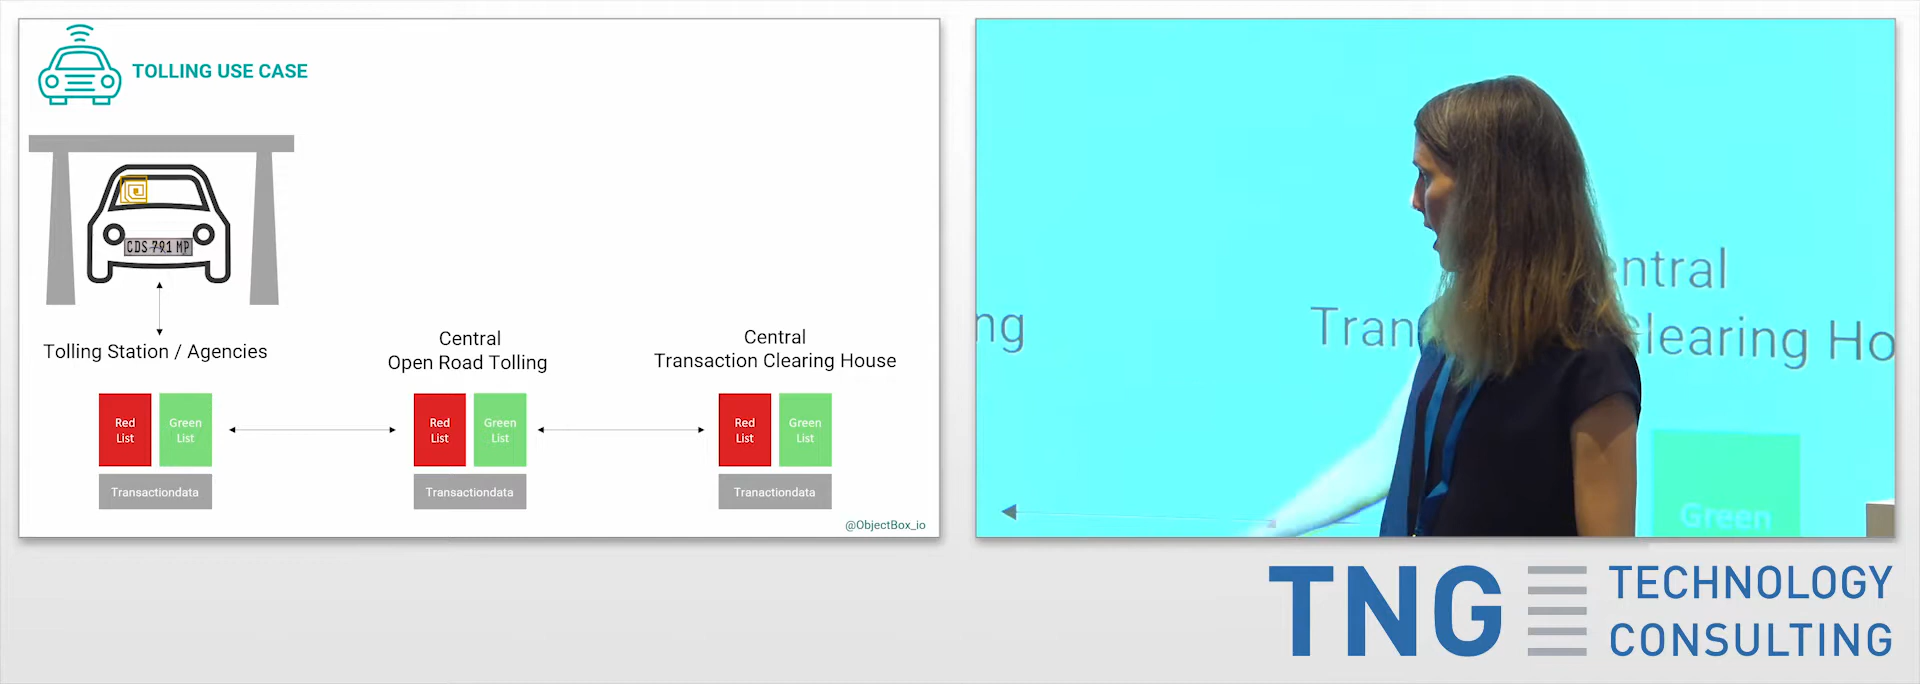 TOLLING USE CASE
CDS 791 MP
Tolling Station / Agencies
Central
Open Road Tolling
Central
Transaction Clearing House
Red
List
Green
List
Red
List
Green
List
Red
List
Green
List
Transactiondata
Transactiondata
Tranactiondata
@ObjectBox_io
ng
ntral
Tran
learing Ho
Green
TNG
TECHNOLOGY
CONSULTING